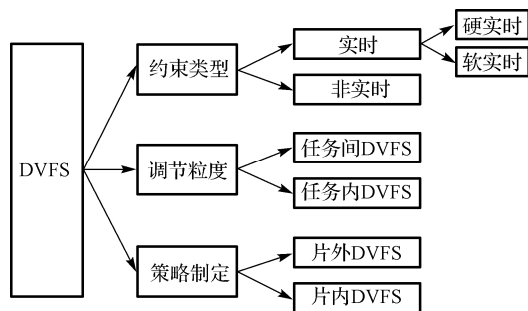 DVFS
约束类型
实时
硬实时
软实时
非实时
调节粒度
任务间DVFS
任务内DVFS
策略制定
片外DVFS
片内DVFS